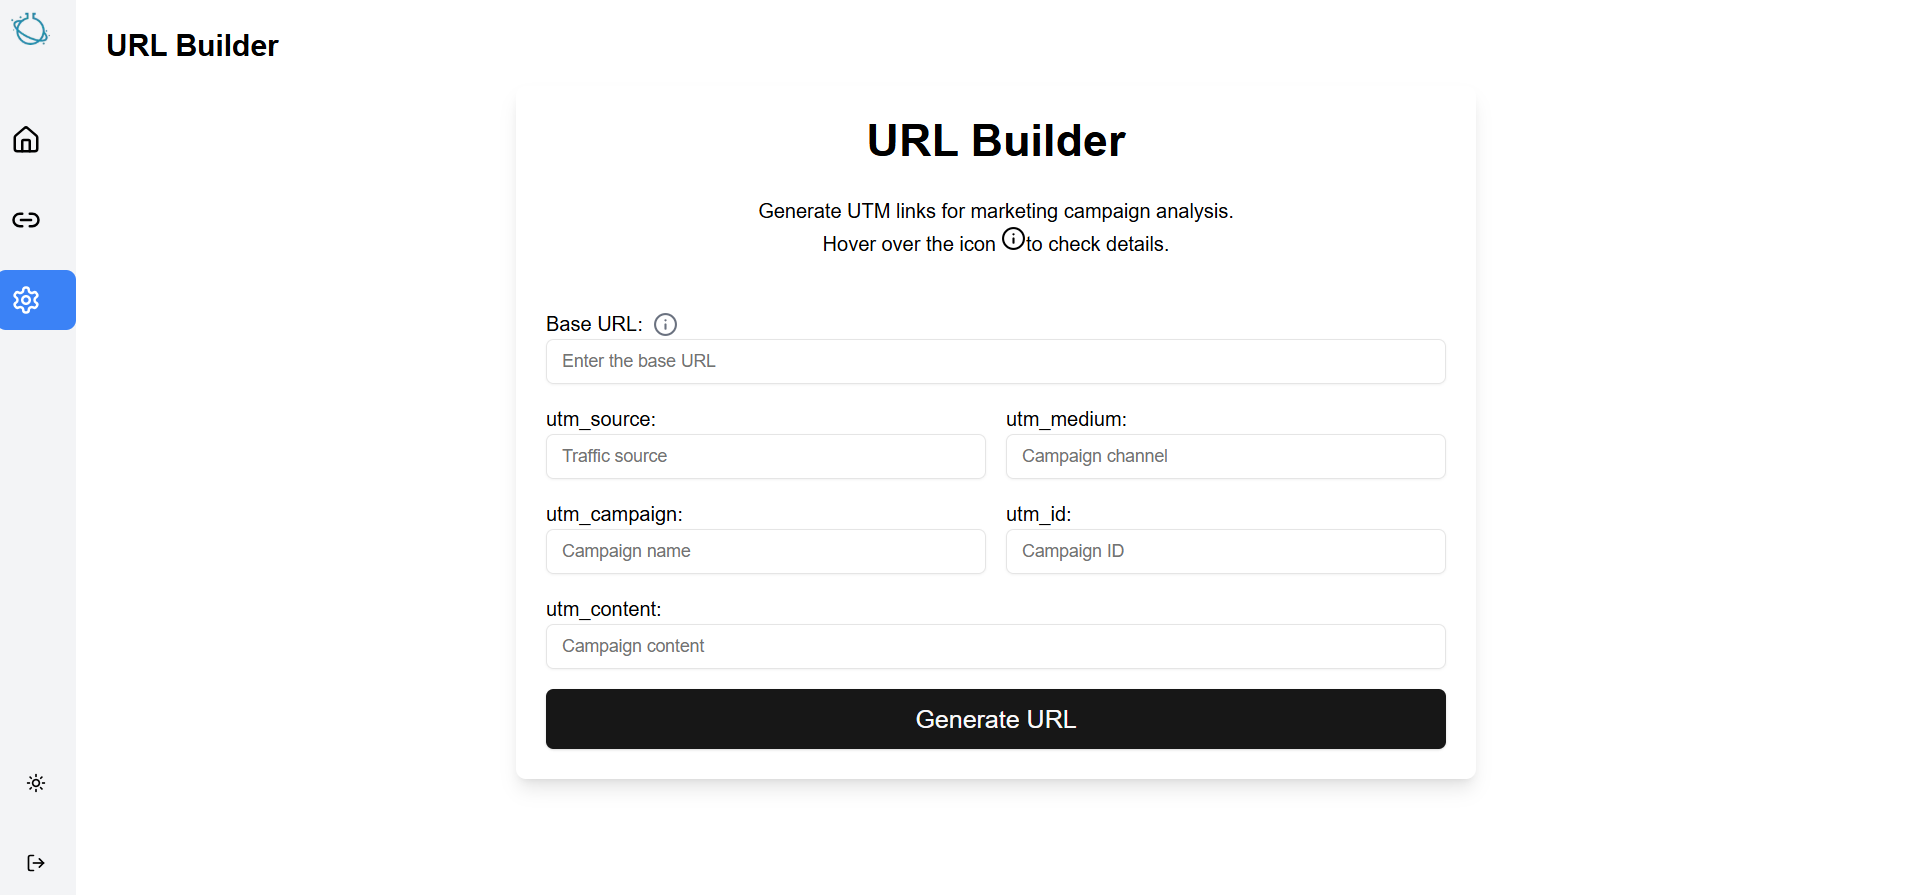 URL Builder
URL Builder
Generate UTM links for marketing campaign analysis.
Hover over the icon to check details.
Base URL:
Enter the base URL
utm_source:
utm_medium:
Traffic source
Campaign channel
utm_campaign:
utm_id:
Campaign name
Campaign ID
utm_content:
Campaign content
Generate URL